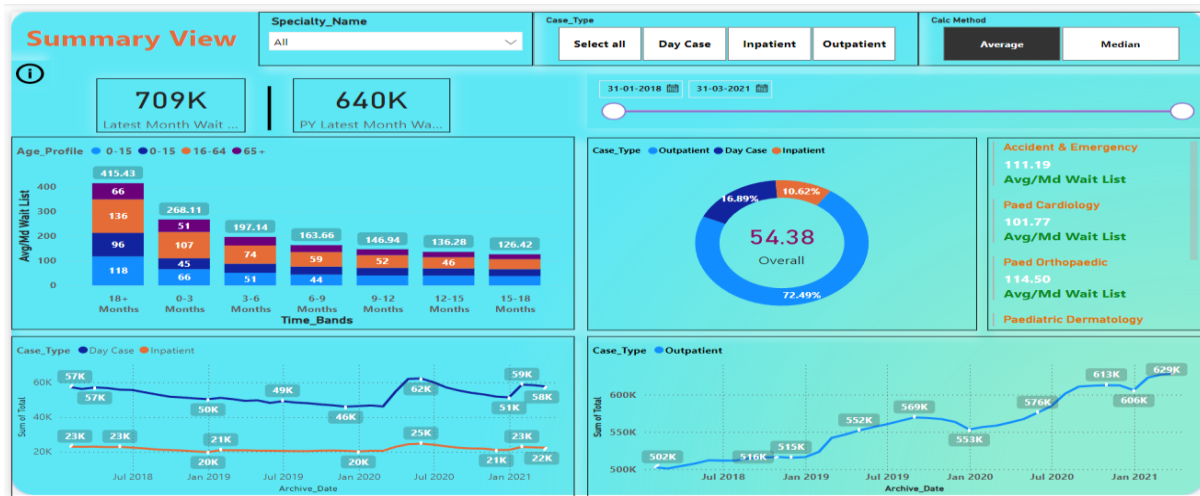 Summary View
Specialty_Name
All
Case_Type
Select all Day Case Inpatient Outpatient
Calc Method
Average Median
709K
Latest Month Wait ...
640K
PY Latest Month Wa...
31-01-2018 31-03-2021
Age_Profile 0-15 0-15 16-64 65+
Avg/Md Wait List
400
300
200
100
0
415.43
66
136
96
118
268.11
51
107
45
66
197.14
74
51
163.66
59
44
146.94
52
136.28
46
126.42
18+ Months
0-3 Months
3-6 Months
6-9 Months
9-12 Months
12-15 Months
15-18 Months
Time_Bands
Case_Type Outpatient Day Case Inpatient
16.89%
10.62%
72.49%
54.38
Overall
Accident & Emergency
111.19
Avg/Md Wait List
Paed Cardiology
101.77
Avg/Md Wait List
Paed Orthopaedic
114.50
Avg/Md Wait List
Paediatric Dermatology
Case_Type Day Case Inpatient
Sum of Total
60K
40K
20K
57K
57K
50K
49K
46K
62K
51K
59K
58K
23K
23K
20K
21K
20K
25K
21K
23K
22K
Jul 2018 Jan 2019 Jul 2019 Jan 2020 Jul 2020 Jan 2021
Archive_Date
Case_Type Outpatient
Sum of Total
600K
550K
500K
502K
516K
515K
552K
569K
553K
576K
613K
606K
629K
Jul 2018 Jan 2019 Jul 2019 Jan 2020 Jul 2020 Jan 2021
Archive_Date